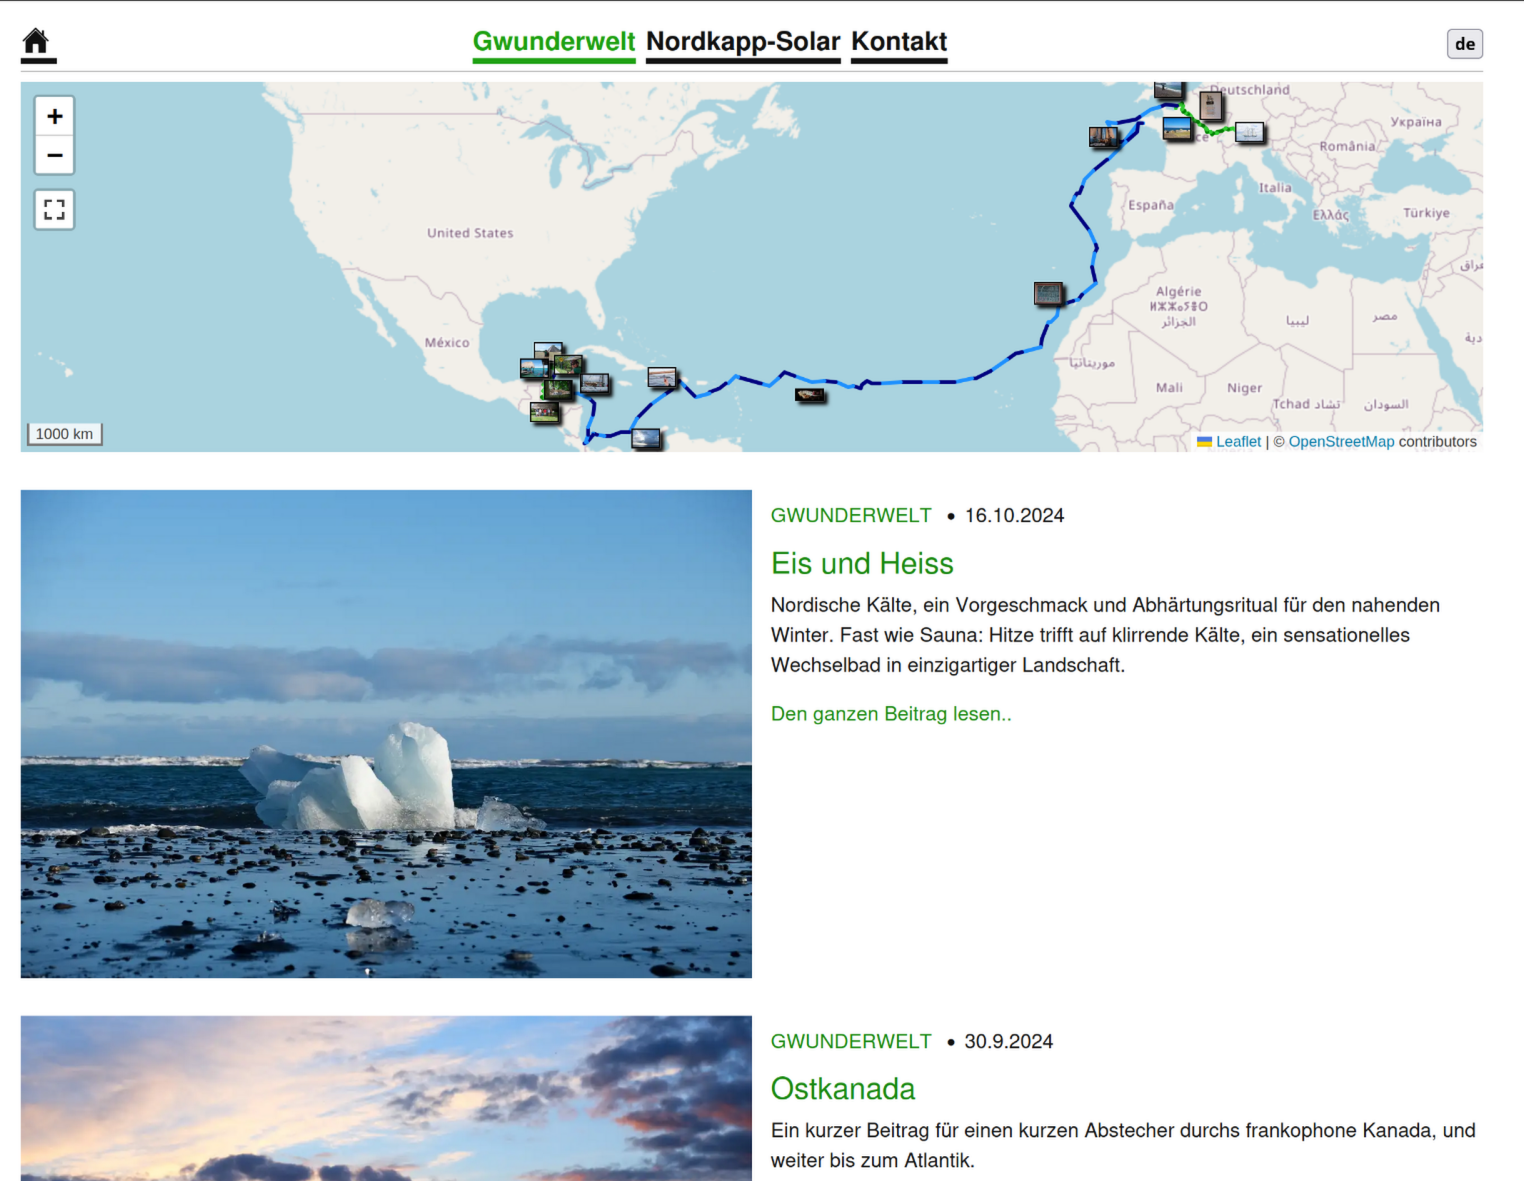 Gwunderwelt Nordkapp-Solar Kontakt
de
+
−
Deutschland
Україна
România
Italia
España
Ελλάς
Türkiye
United States
México
Algérie
الجزائر
ليبيا
مصر
موريتانيا
Mali
Niger
Tchad تشاد
السودان
1000 km
Leaflet | © OpenStreetMap contributors
GWUNDERWELT • 16.10.2024
Eis und Heiss
Nordische Kälte, ein Vorgeschmack und Abhärtungsritual für den nahenden
Winter. Fast wie Sauna: Hitze trifft auf klirrende Kälte, ein sensationelles
Wechselbad in einzigartiger Landschaft.
Den ganzen Beitrag lesen..
GWUNDERWELT • 30.9.2024
Ostkanada
Ein kurzer Beitrag für einen kurzen Abstecher durchs frankophone Kanada, und
weiter bis zum Atlantik.